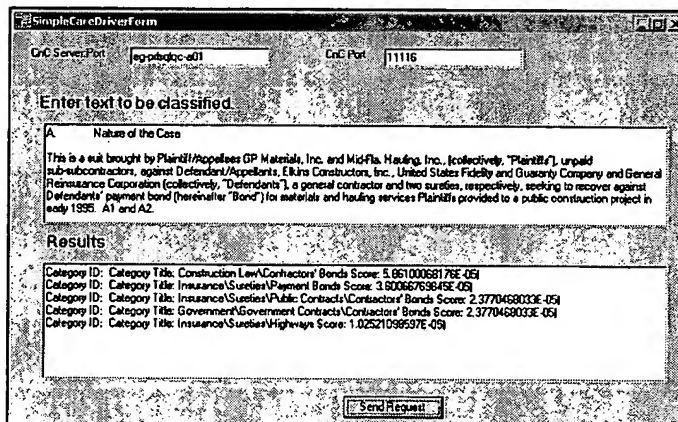 SimpleCareDriverForm
CnC Server:Port eg-prbqlqc-a01 CnC Port 11116
Enter text to be classified.
A. Nature of the Case
This is a suit brought by Plaintiff/Appellees GP Materials, Inc. and Mid-Fla. Hauling, Inc., (collectively, "Plaintiffs"), unpaid
sub-subcontractors, against Defendant/Appellants, Elkins Constructors, Inc., United States Fidelity and Guaranty Company and General
Reinsurance Corporation (collectively, "Defendants"), a general contractor and two sureties, respectively, seeking to recover against
Defendants' payment bond (hereinafter "Bond") for materials and hauling services Plaintiffs provided to a public construction project in
early 1995. A1 and A2.
Results
Category ID: Category Title: Construction Law\Contractors' Bonds Score: 5.86100068176E-05|
Category ID: Category Title: Insurance\Sureties\Payment Bonds Score: 3.60066769845E-05|
Category ID: Category Title: Insurance\Sureties\Public Contracts\Contractors' Bonds Score: 2.3770468033E-05|
Category ID: Category Title: Government\Government Contracts\Contractors' Bonds Score: 2.3770468033E-05|
Category ID: Category Title: Insurance\Sureties\Highways Score: 1.02521098597E-05|
Send Request